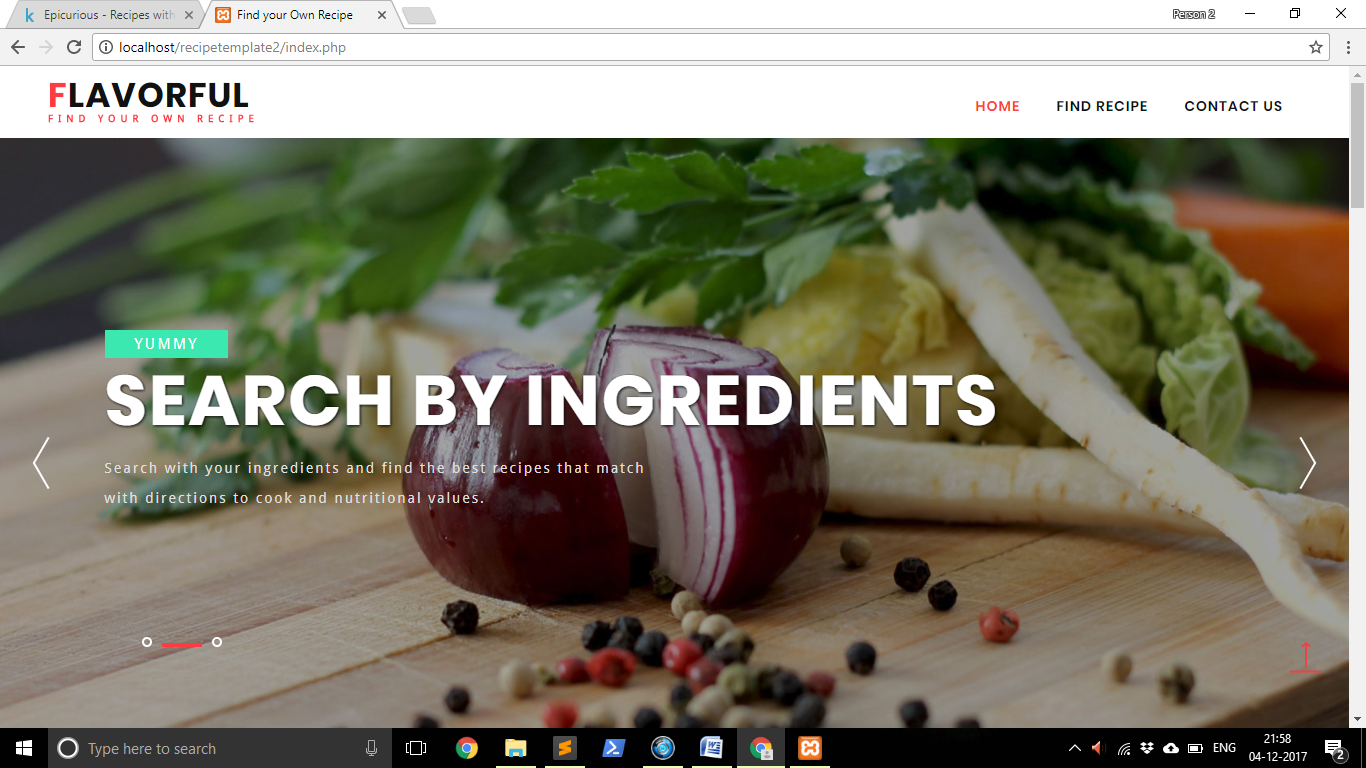 Epicurious - Recipes with
Find your Own Recipe
Person 2
localhost/recipetemplate2/index.php
FLAVORFUL
FIND YOUR OWN RECIPE
HOME
FIND RECIPE
CONTACT US
YUMMY
SEARCH BY INGREDIENTS
Search with your ingredients and find the best recipes that match
with directions to cook and nutritional values.
Type here to search
ENG
21:58
04-12-2017
2